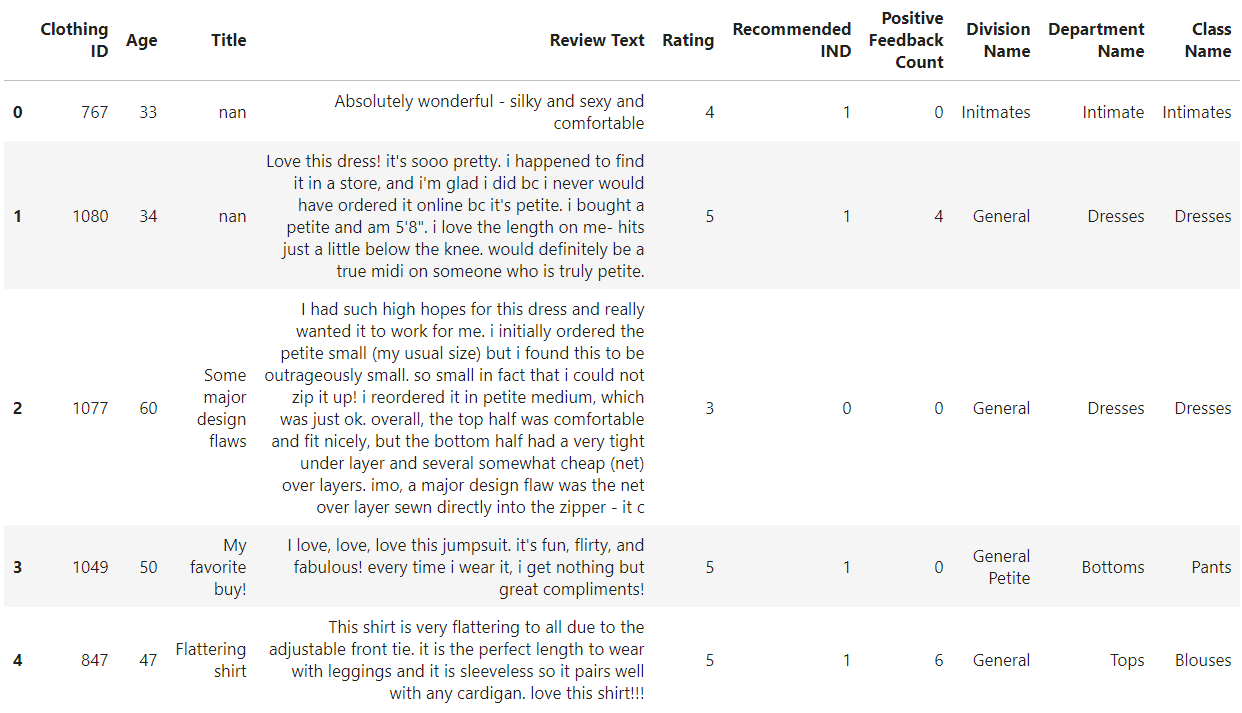 Clothing ID Age Title Review Text Rating Recommended IND Positive Feedback Count Division Name Department Name Class Name
0 767 33 nan Absolutely wonderful - silky and sexy and
comfortable 4 1 0 Initmates Intimate Intimates
1 1080 34 nan Love this dress! it's sooo pretty. i happened to find
it in a store, and i'm glad i did bc i never would
have ordered it online bc it's petite. i bought a
petite and am 5'8". i love the length on me- hits
just a little below the knee. would definitely be a
true midi on someone who is truly petite. 5 1 4 General Dresses Dresses
2 1077 60 Some major design flaws I had such high hopes for this dress and really
wanted it to work for me. i initially ordered the
petite small (my usual size) but i found this to be
outrageously small. so small in fact that i could not
zip it up! i reordered it in petite medium, which
was just ok. overall, the top half was comfortable
and fit nicely, but the bottom half had a very tight
under layer and several somewhat cheap (net)
over layers. imo, a major design flaw was the net
over layer sewn directly into the zipper - it c 3 0 0 General Dresses Dresses
3 1049 50 My favorite buy! I love, love, love this jumpsuit. it's fun, flirty, and
fabulous! every time i wear it, i get nothing but
great compliments! 5 1 0 General Petite Bottoms Pants
4 847 47 Flattering shirt This shirt is very flattering to all due to the
adjustable front tie. it is the perfect length to wear
with leggings and it is sleeveless so it pairs well
with any cardigan. love this shirt!!! 5 1 6 General Tops Blouses